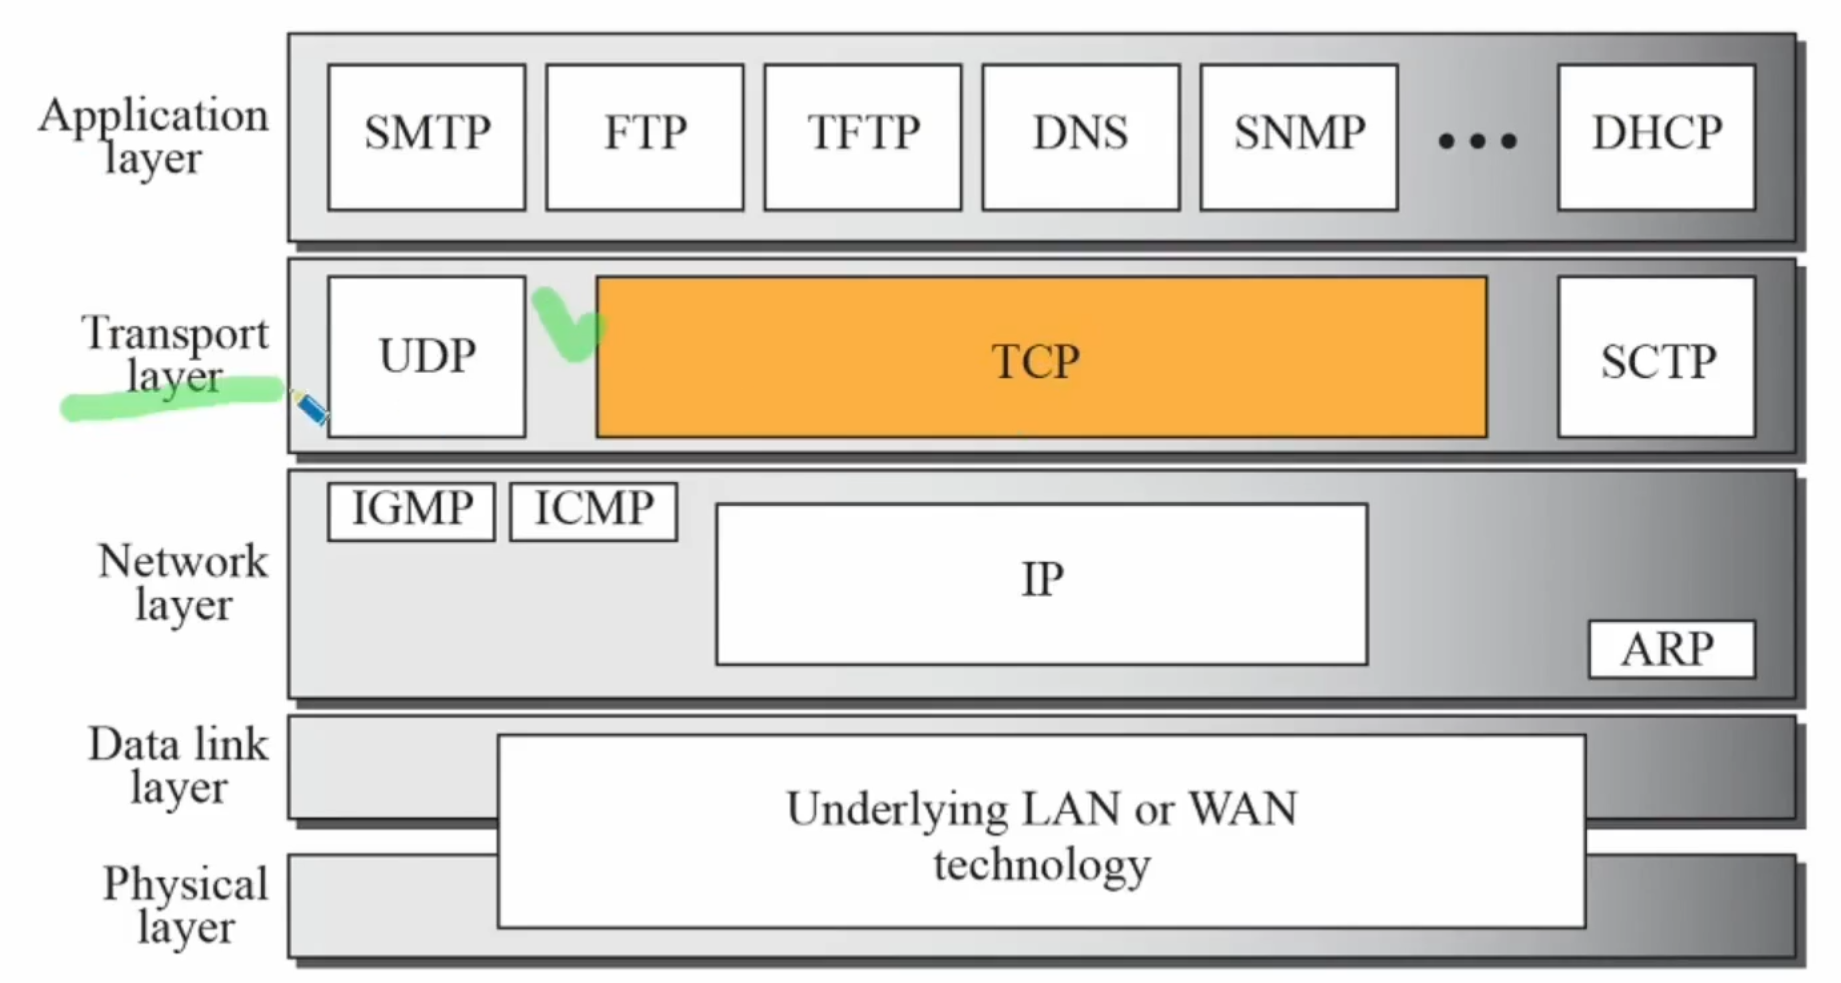 Application
layer
SMTP
FTP
TFTP
DNS
SNMP
•••
DHCP
Transport
layer
UDP
TCP
SCTP
Network
layer
IGMP
ICMP
IP
ARP
Data link
layer
Underlying LAN or WAN
technology
Physical
layer